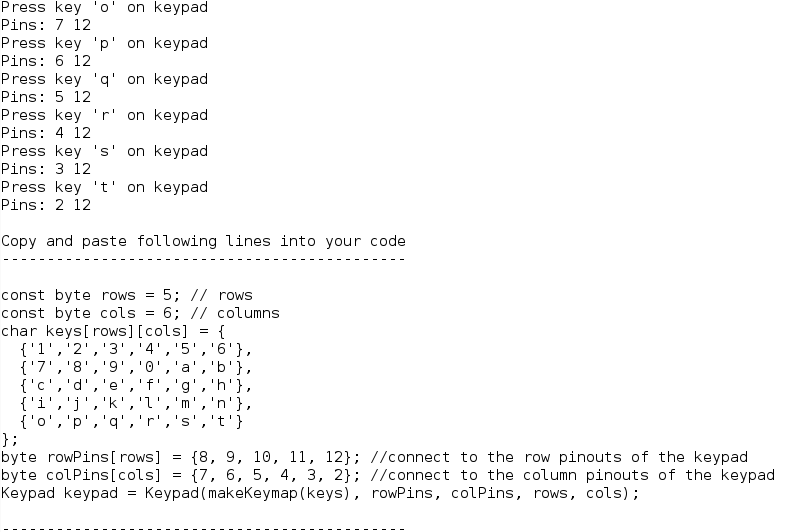 Press key 'o' on keypad
Pins: 7 12
Press key 'p' on keypad
Pins: 6 12
Press key 'q' on keypad
Pins: 5 12
Press key 'r' on keypad
Pins: 4 12
Press key 's' on keypad
Pins: 3 12
Press key 't' on keypad
Pins: 2 12

Copy and paste following lines into your code
---------------------------------------------

const byte rows = 5; // rows
const byte cols = 6; // columns
char keys[rows][cols] = {
  {'1','2','3','4','5','6'},
  {'7','8','9','0','a','b'},
  {'c','d','e','f','g','h'},
  {'i','j','k','l','m','n'},
  {'o','p','q','r','s','t'}
};
byte rowPins[rows] = {8, 9, 10, 11, 12}; //connect to the row pinouts of the keypad
byte colPins[cols] = {7, 6, 5, 4, 3, 2}; //connect to the column pinouts of the keypad
Keypad keypad = Keypad(makeKeymap(keys), rowPins, colPins, rows, cols);

---------------------------------------------